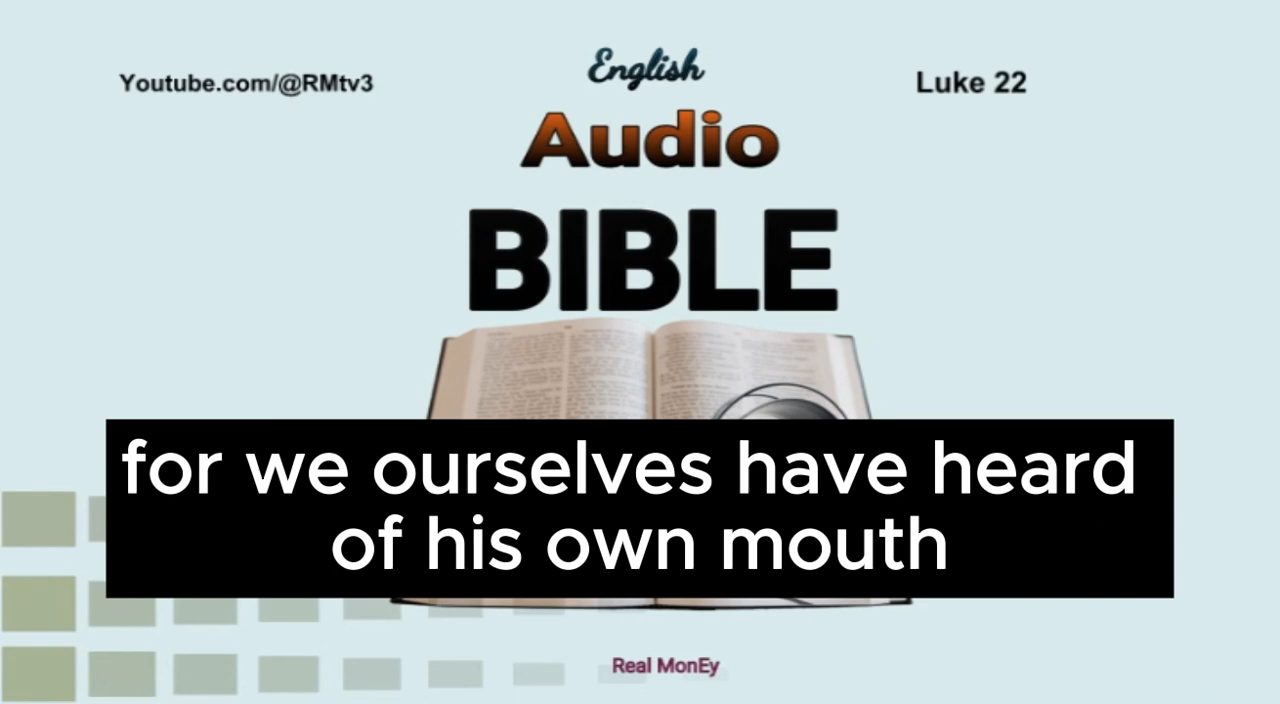 English
Youtube.com/@RMtv3
Luke 22
Audio
BIBLE
for we ourselves have heard
of his own mouth
Real MonEy